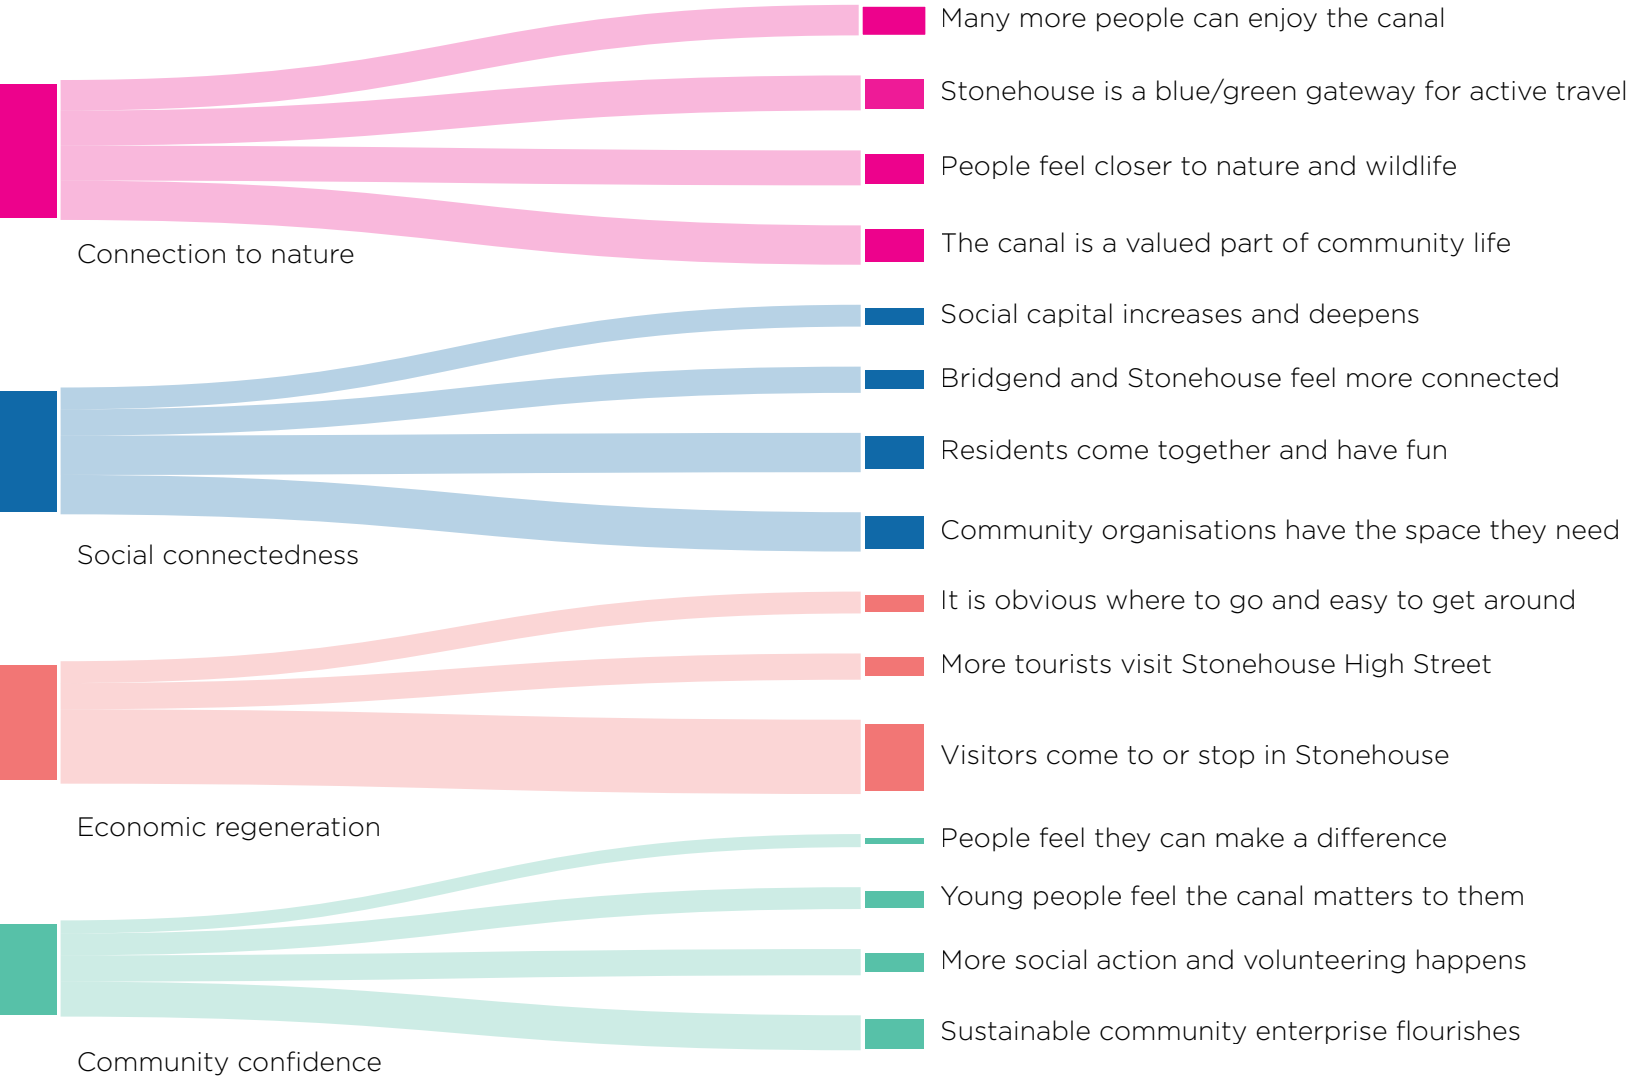 Many more people can enjoy the canal
Stonehouse is a blue/green gateway for active travel
People feel closer to nature and wildlife
The canal is a valued part of community life
Connection to nature
Social capital increases and deepens
Bridgend and Stonehouse feel more connected
Residents come together and have fun
Community organisations have the space they need
Social connectedness
It is obvious where to go and easy to get around
More tourists visit Stonehouse High Street
Visitors come to or stop in Stonehouse
Economic regeneration
People feel they can make a difference
Young people feel the canal matters to them
More social action and volunteering happens
Sustainable community enterprise flourishes
Community confidence